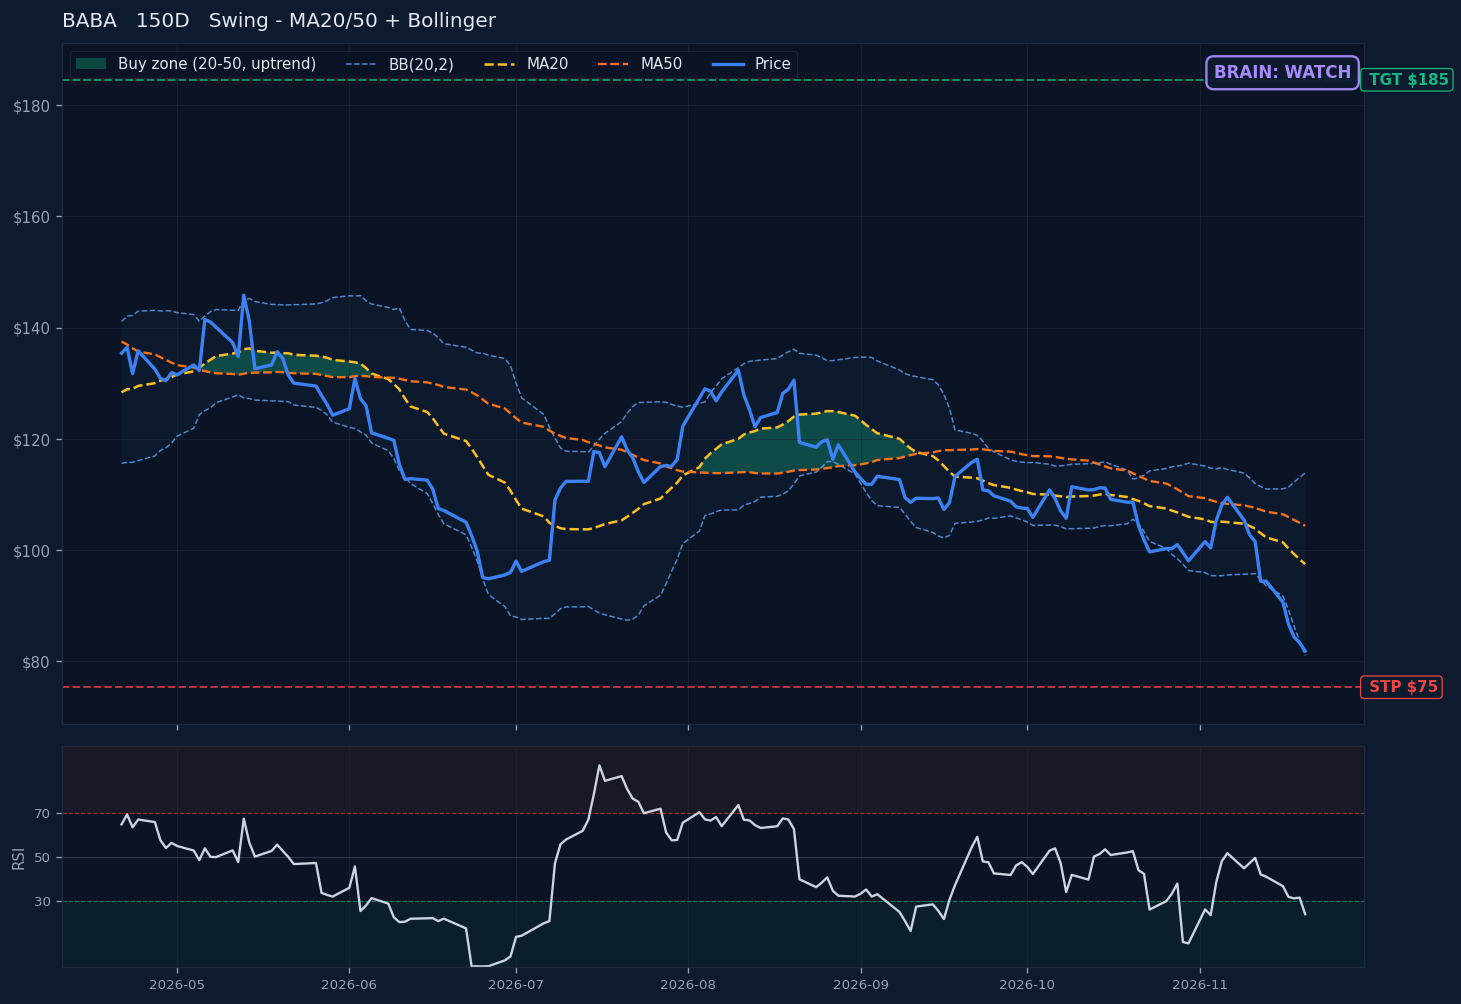 BABA 150D Swing - MA20/50 + Bollinger
Buy zone (20-50, uptrend) BB(20,2) MA20 MA50 Price
BRAIN: WATCH
TGT $185
$180
$160
$140
$120
$100
$80
STP $75
70
50
30
RSI
2026-05 2026-06 2026-07 2026-08 2026-09 2026-10 2026-11